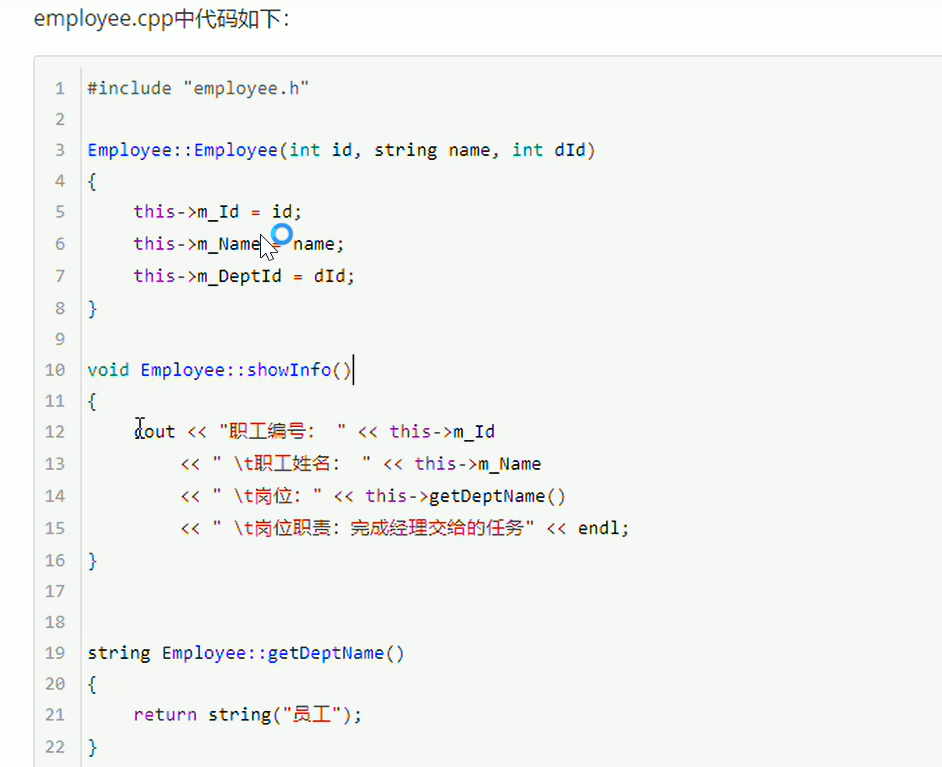 employee.cpp中代码如下：
1 #include "employee.h"
2
3 Employee::Employee(int id, string name, int dId)
4 {
5 this->m_Id = id;
6 this->m_Name = name;
7 this->m_DeptId = dId;
8 }
9
10 void Employee::showInfo()
11 {
12 cout << "职工编号： " << this->m_Id
13 << " \t职工姓名： " << this->m_Name
14 << " \t岗位：" << this->getDeptName()
15 << " \t岗位职责：完成经理交给的任务" << endl;
16 }
17
18
19 string Employee::getDeptName()
20 {
21 return string("员工");
22 }